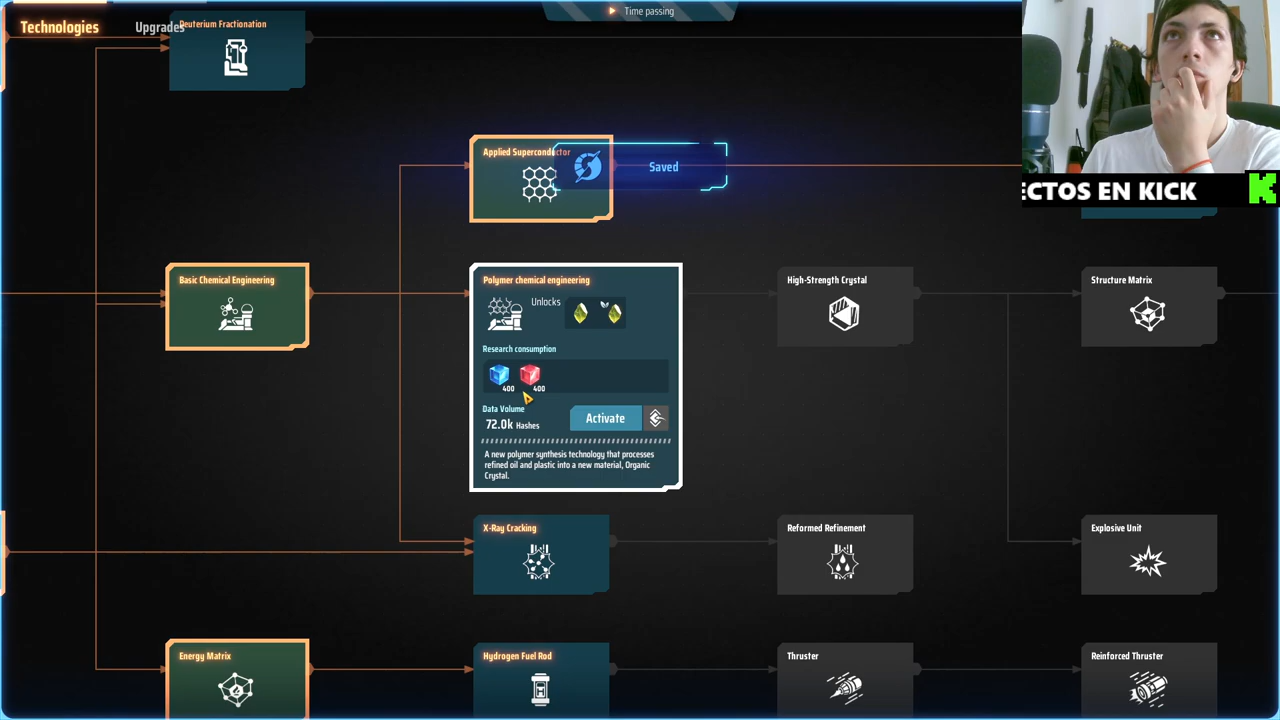 Time passing
Technologies
Upgrades
Deuterium Fractionation
ECTOS EN KICK
Applied Superconductor
Saved
Basic Chemical Engineering
Polymer chemical engineering
Unlocks
Research consumption
400
400
Data Volume
72.0k Hashes
Activate
A new polymer synthesis technology that processes
refined oil and plastic into a new material, Organic
Crystal.
High-Strength Crystal
Structure Matrix
X-Ray Cracking
Reformed Refinement
Explosive Unit
Energy Matrix
Hydrogen Fuel Rod
Thruster
Reinforced Thruster